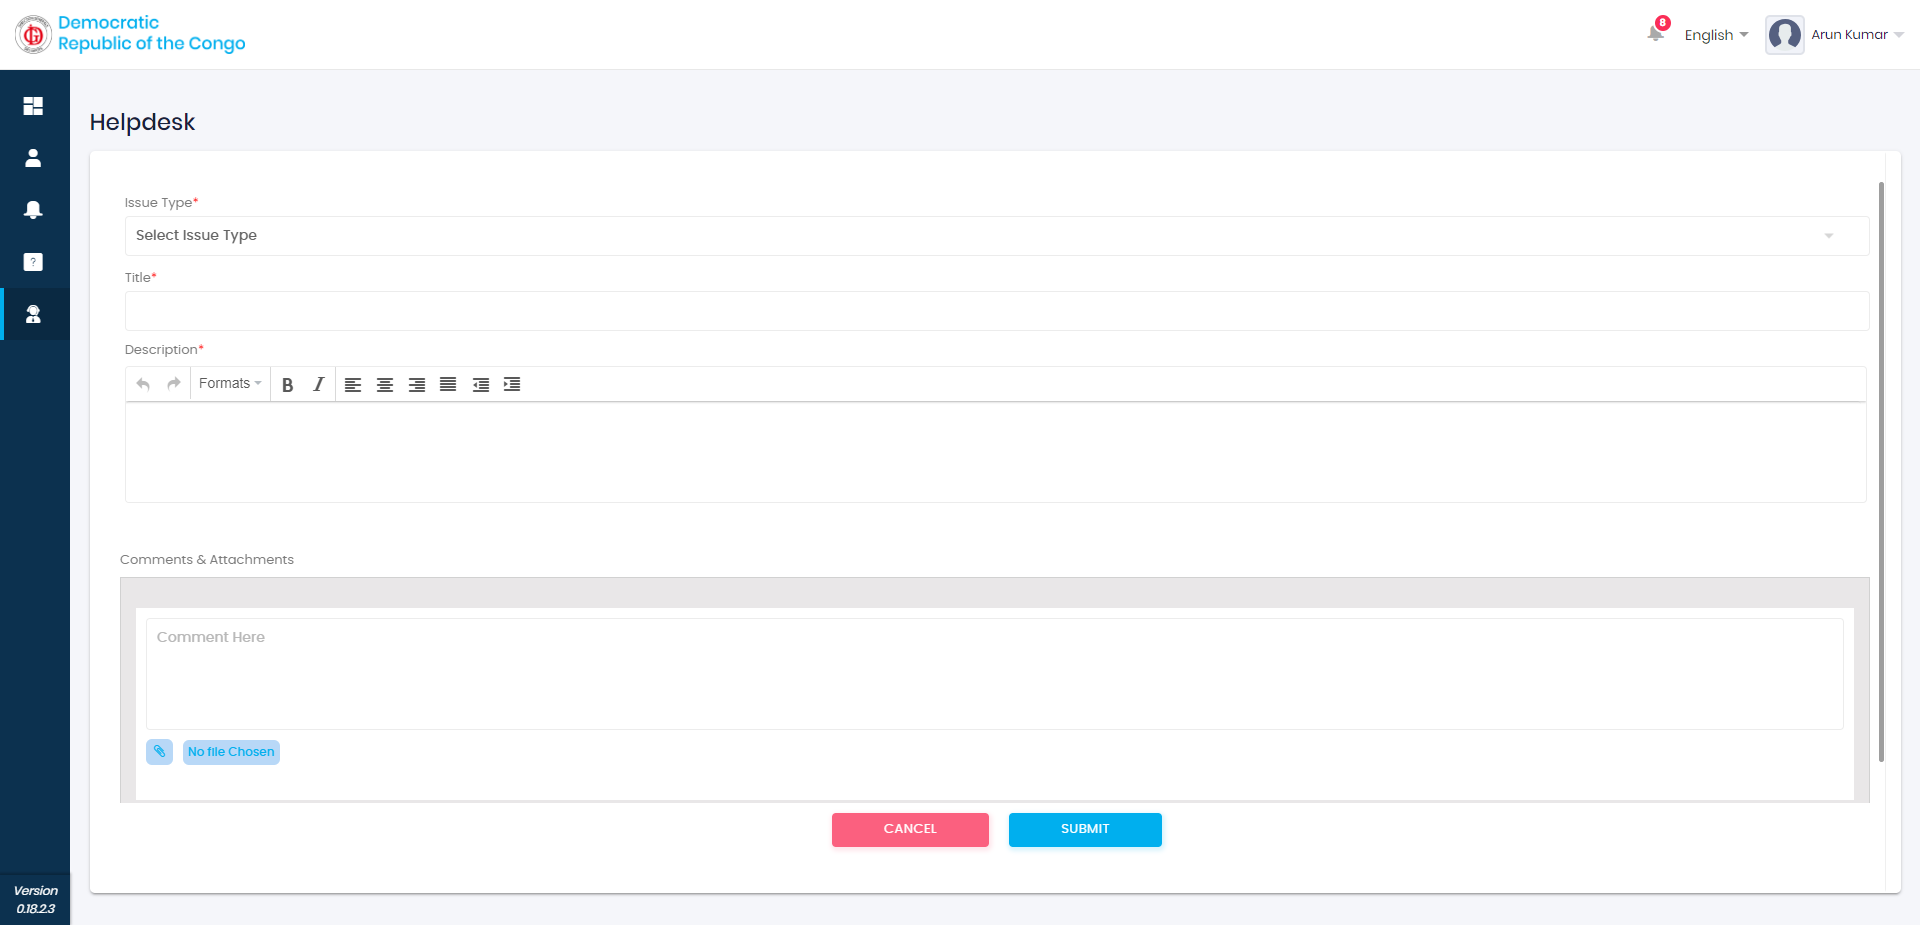 Democratic
Republic of the Congo
8
English
Arun Kumar
Helpdesk
Issue Type*
Select Issue Type
Title*
Description*
Formats
B I
Comments & Attachments
Comment Here
No file Chosen
CANCEL
SUBMIT
Version
0.18.2.3